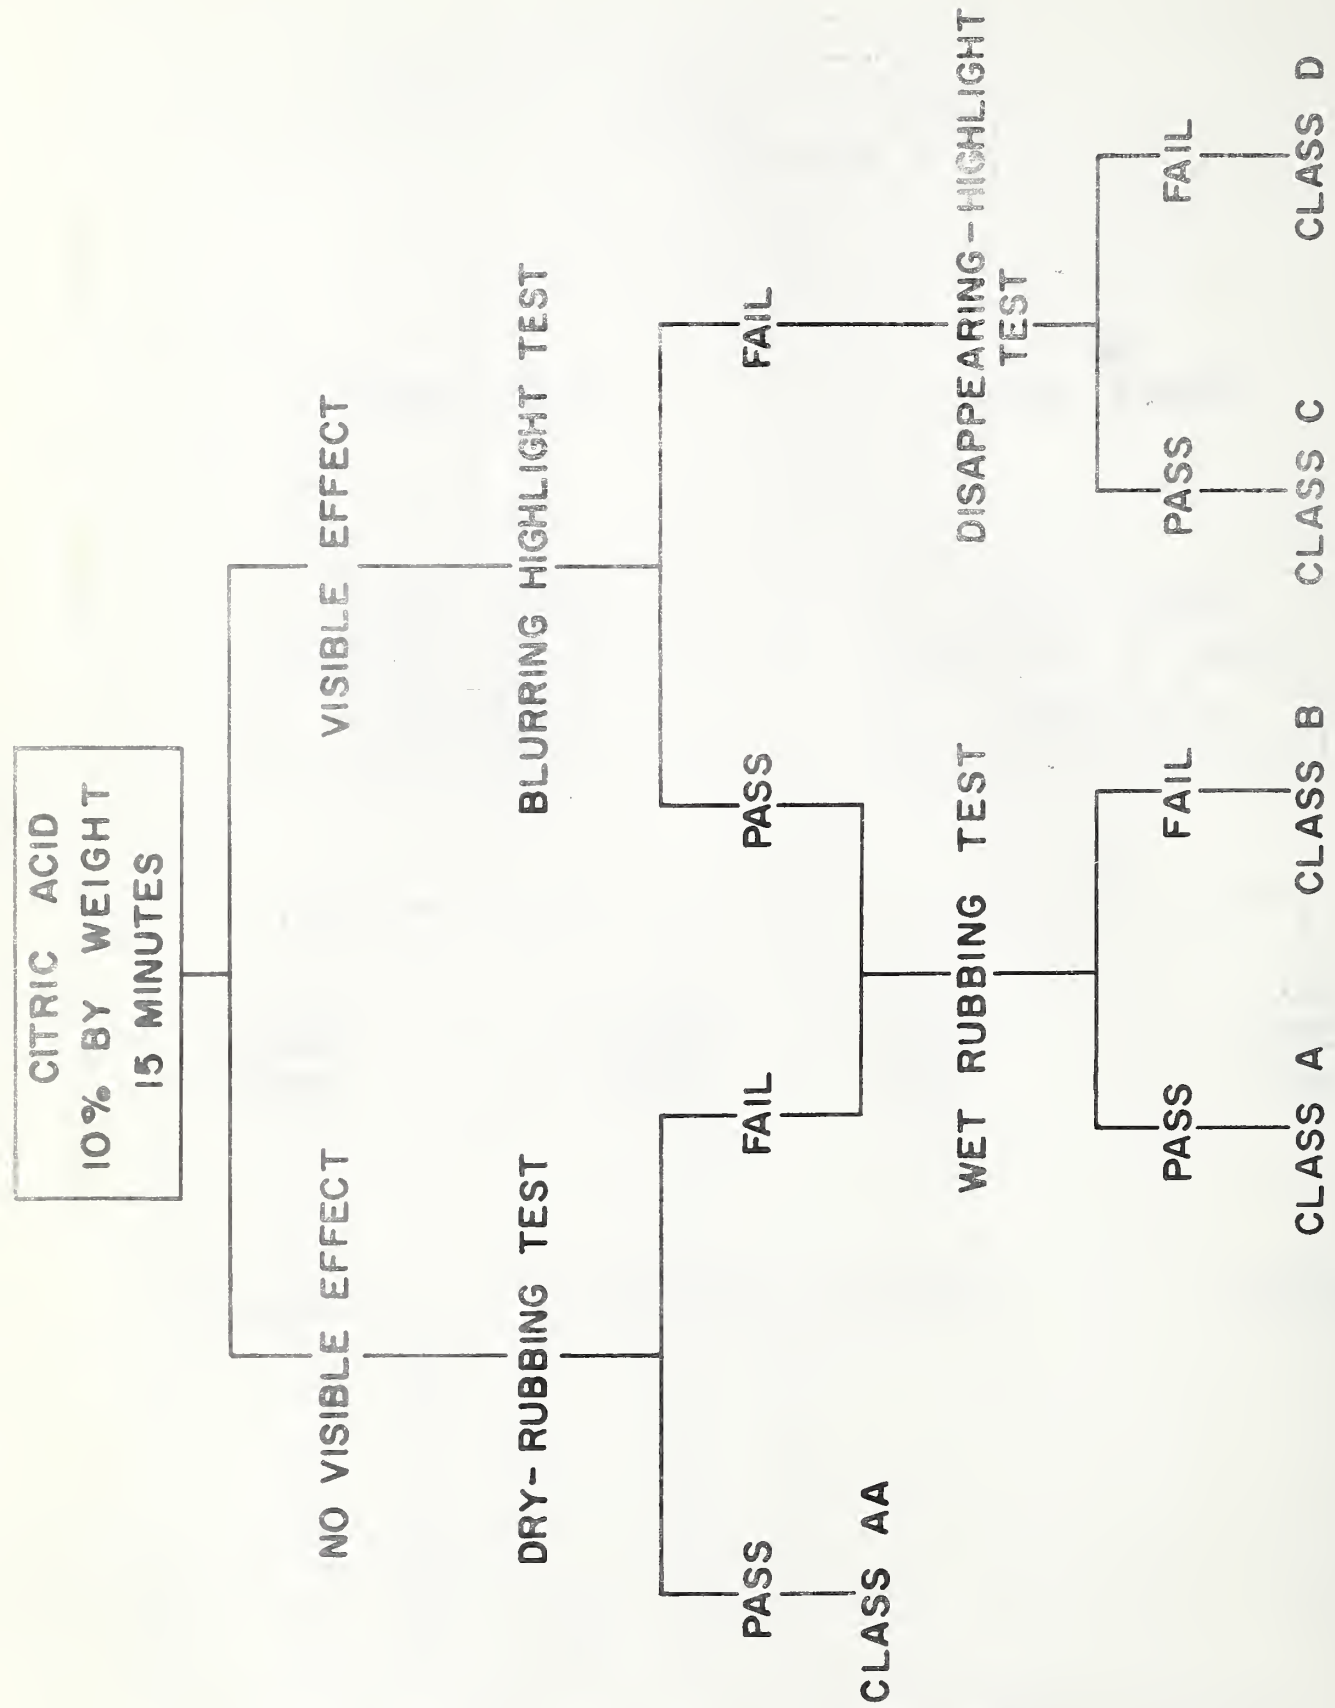 CITRIC ACID
10% BY WEIGHT
15 MINUTES
NO VISIBLE EFFECT
VISIBLE EFFECT
DRY-RUBBING TEST
BLURRING HIGHLIGHT TEST
PASS
FAIL
PASS
FAIL
CLASS AA
WET RUBBING TEST
DISAPPEARING-HIGHLIGHT
TEST
PASS
FAIL
PASS
FAIL
CLASS A
CLASS B
CLASS C
CLASS D